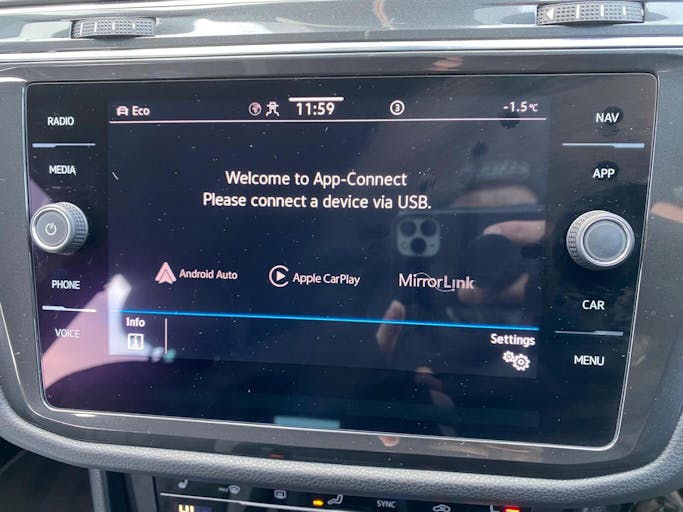 RADIO
MEDIA
PHONE
VOICE
Eco
11:59
3
-1.5°C
Welcome to App-Connect
Please connect a device via USB.
Android Auto
Apple CarPlay
MirrorLink
Info
i
Settings
NAV
APP
CAR
MENU
SYNC